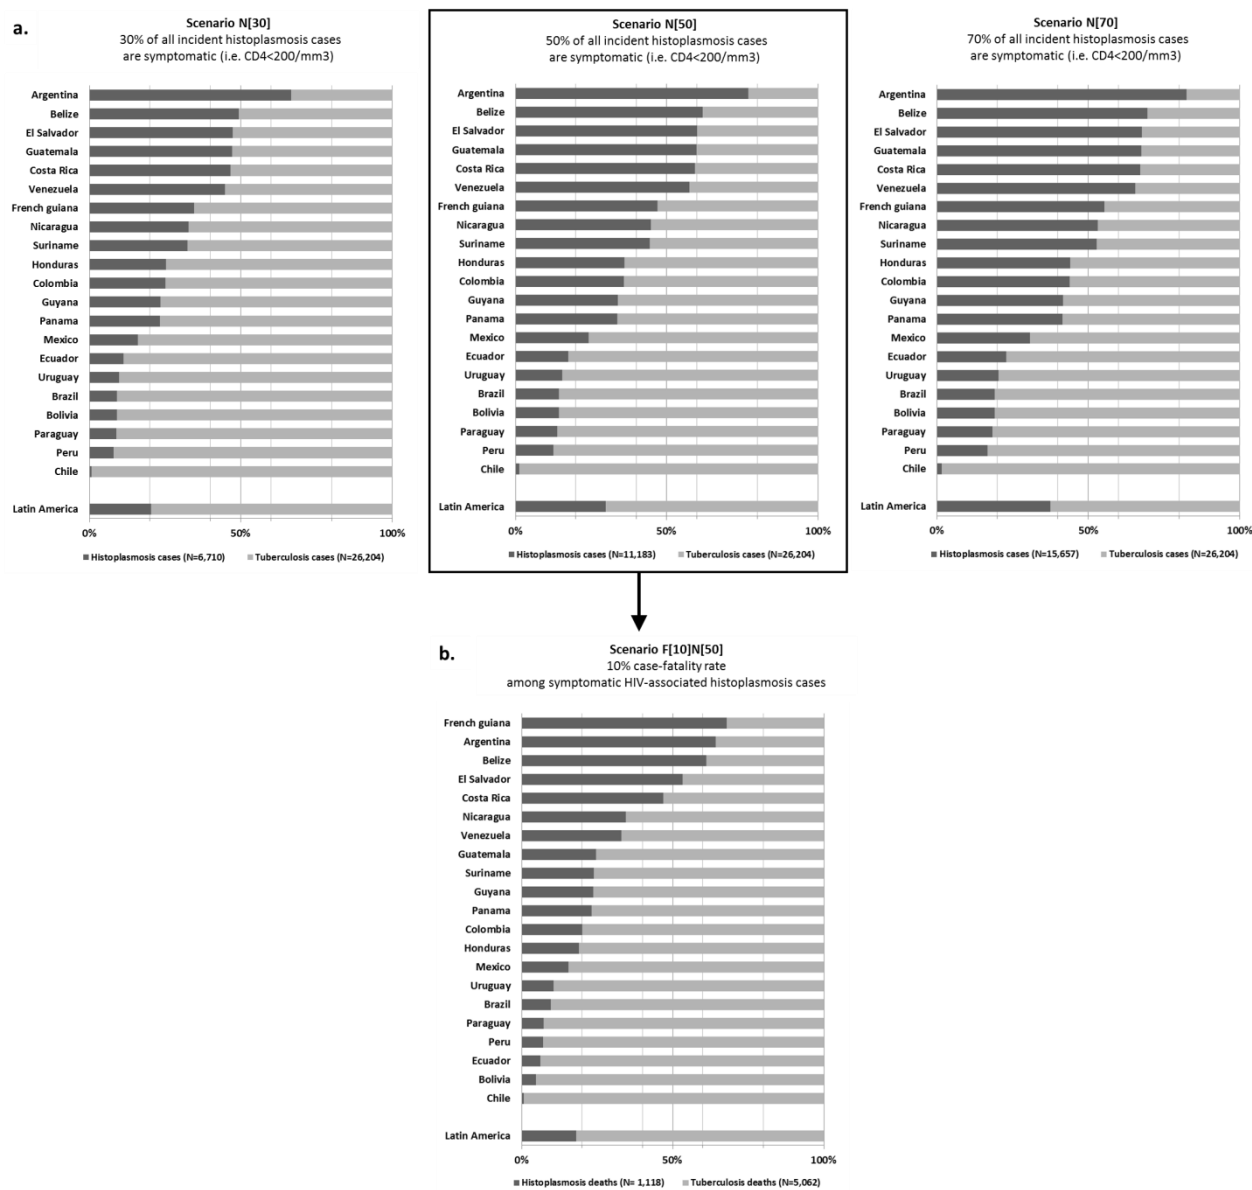 a.
Scenario N[30]
30% of all incident histoplasmosis cases
are symptomatic (i.e. CD4<200/mm3)
Argentina
Belize
El Salvador
Guatemala
Costa Rica
Venezuela
French guiana
Nicaragua
Suriname
Honduras
Colombia
Guyana
Panama
Mexico
Ecuador
Uruguay
Brazil
Bolivia
Paraguay
Peru
Chile
Latin America
0% 50% 100%
Histoplasmosis cases (N=6,710) Tuberculosis cases (N=26,204)
Scenario N[50]
50% of all incident histoplasmosis cases
are symptomatic (i.e. CD4<200/mm3)
Argentina
Belize
El Salvador
Guatemala
Costa Rica
Venezuela
French guiana
Nicaragua
Suriname
Honduras
Colombia
Guyana
Panama
Mexico
Ecuador
Uruguay
Brazil
Bolivia
Paraguay
Peru
Chile
Latin America
0% 50% 100%
Histoplasmosis cases (N=11,183) Tuberculosis cases (N=26,204)
Scenario N[70]
70% of all incident histoplasmosis cases
are symptomatic (i.e. CD4<200/mm3)
Argentina
Belize
El Salvador
Guatemala
Costa Rica
Venezuela
French guiana
Nicaragua
Suriname
Honduras
Colombia
Guyana
Panama
Mexico
Ecuador
Uruguay
Brazil
Bolivia
Paraguay
Peru
Chile
Latin America
0% 50% 100%
Histoplasmosis cases (N=15,657) Tuberculosis cases (N=26,204)
b.
Scenario F[10]N[50]
10% case-fatality rate
among symptomatic HIV-associated histoplasmosis cases
French guiana
Argentina
Belize
El Salvador
Costa Rica
Nicaragua
Venezuela
Guatemala
Suriname
Guyana
Panama
Colombia
Honduras
Mexico
Uruguay
Brazil
Paraguay
Peru
Ecuador
Bolivia
Chile
Latin America
0% 50% 100%
Histoplasmosis deaths (N= 1,118) Tuberculosis deaths (N=5,062)